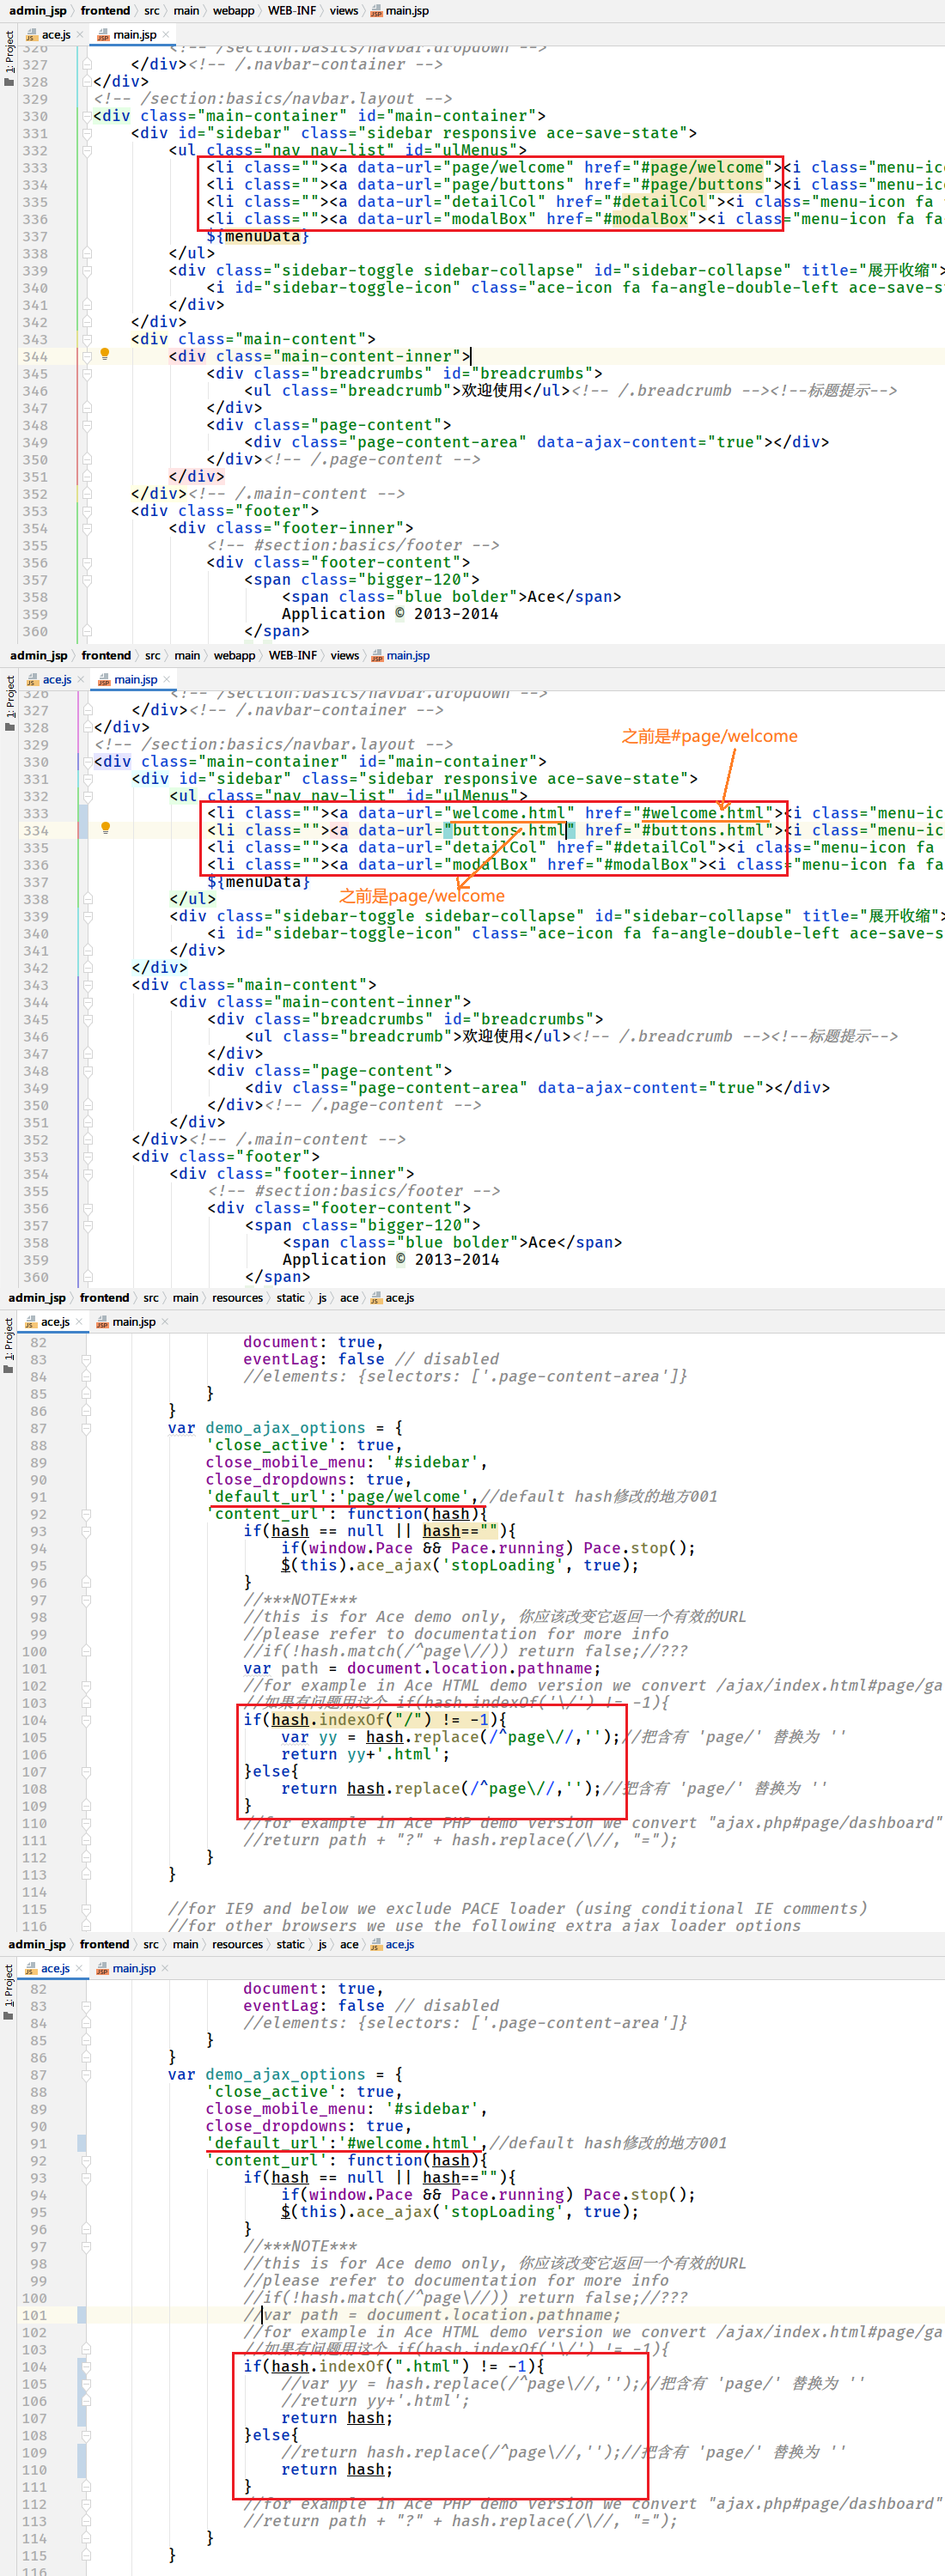 admin_jsp 〉 frontend 〉 src 〉 main 〉 webapp 〉 WEB-INF 〉 views 〉 main.jsp
1: Project
ace.js × main.jsp ×
326 <!-- /section:basics/navbar.dropdown -->
327 </div><!-- /.navbar-container -->
328 </div>
329 <!-- /section:basics/navbar.layout -->
330 <div class="main-container" id="main-container">
331 <div id="sidebar" class="sidebar responsive ace-save-state">
332 <ul class="nav nav-list" id="ulMenus">
333 <li class=""><a data-url="page/welcome" href="#page/welcome"><i class="menu-ico
334 <li class=""><a data-url="page/buttons" href="#page/buttons"><i class="menu-ico
335 <li class=""><a data-url="detailCol" href="#detailCol"><i class="menu-icon fa f
336 <li class=""><a data-url="modalBox" href="#modalBox"><i class="menu-icon fa fa-
337 ${menuData}
338 </ul>
339 <div class="sidebar-toggle sidebar-collapse" id="sidebar-collapse" title="展开收缩">
340 <i id="sidebar-toggle-icon" class="ace-icon fa fa-angle-double-left ace-save-s
341 </div>
342 </div>
343 <div class="main-content">
344 <div class="main-content-inner">
345 <div class="breadcrumbs" id="breadcrumbs">
346 <ul class="breadcrumb">欢迎使用</ul><!-- /.breadcrumb --><!--标题提示-->
347 </div>
348 <div class="page-content">
349 <div class="page-content-area" data-ajax-content="true"></div>
350 </div><!-- /.page-content -->
351 </div>
352 </div><!-- /.main-content -->
353 <div class="footer">
354 <div class="footer-inner">
355 <!-- #section:basics/footer -->
356 <div class="footer-content">
357 <span class="bigger-120">
358 <span class="blue bolder">Ace</span>
359 Application © 2013-2014
360 </span>
admin_jsp 〉 frontend 〉 src 〉 main 〉 webapp 〉 WEB-INF 〉 views 〉 main.jsp
1: Project
ace.js × main.jsp ×
326 <!-- /section:basics/navbar.dropdown -->
327 </div><!-- /.navbar-container -->
328 </div>
329 <!-- /section:basics/navbar.layout -->
之前是#page/welcome
330 <div class="main-container" id="main-container">
331 <div id="sidebar" class="sidebar responsive ace-save-state">
332 <ul class="nav nav-list" id="ulMenus">
333 <li class=""><a data-url="welcome.html" href="#welcome.html"><i class="menu-ico
334 <li class=""><a data-url="buttons.html" href="#buttons.html"><i class="menu-ico
335 <li class=""><a data-url="detailCol" href="#detailCol"><i class="menu-icon fa
336 <li class=""><a data-url="modalBox" href="#modalBox"><i class="menu-icon fa fa
337 ${menuData}
之前是page/welcome
338 </ul>
339 <div class="sidebar-toggle sidebar-collapse" id="sidebar-collapse" title="展开收缩"
340 <i id="sidebar-toggle-icon" class="ace-icon fa fa-angle-double-left ace-save-s
341 </div>
342 </div>
343 <div class="main-content">
344 <div class="main-content-inner">
345 <div class="breadcrumbs" id="breadcrumbs">
346 <ul class="breadcrumb">欢迎使用</ul><!-- /.breadcrumb --><!--标题提示-->
347 </div>
348 <div class="page-content">
349 <div class="page-content-area" data-ajax-content="true"></div>
350 </div><!-- /.page-content -->
351 </div>
352 </div><!-- /.main-content -->
353 <div class="footer">
354 <div class="footer-inner">
355 <!-- #section:basics/footer -->
356 <div class="footer-content">
357 <span class="bigger-120">
358 <span class="blue bolder">Ace</span>
359 Application © 2013-2014
360 </span>
admin_jsp 〉 frontend 〉 src 〉 main 〉 resources 〉 static 〉 js 〉 ace 〉 ace.js
1: Project
ace.js × main.jsp ×
82 document: true,
83 eventLag: false // disabled
84 //elements: {selectors: ['.page-content-area']}
85 }
86 }
87 var demo_ajax_options = {
88 'close_active': true,
89 close_mobile_menu: '#sidebar',
90 close_dropdowns: true,
91 'default_url':'page/welcome',//default hash修改的地方001
92 'content_url': function(hash){
93 if(hash == null || hash==""){
94 if(window.Pace && Pace.running) Pace.stop();
95 $(this).ace_ajax('stopLoading', true);
96 }
97 //***NOTE***
98 //this is for Ace demo only, 你应该改变它返回一个有效的URL
99 //please refer to documentation for more info
100 //if(!hash.match(/^page\//)) return false;//???
101 var path = document.location.pathname;
102 //for example in Ace HTML demo version we convert /ajax/index.html#page/ga
103 //如果有问题用这个 if(hash.indexOf('\/') != -1){
104 if(hash.indexOf("/") != -1){
105 var yy = hash.replace(/^page\//,'');//把含有 'page/' 替换为 ''
106 return yy+'.html';
107 }else{
108 return hash.replace(/^page\//,'');//把含有 'page/' 替换为 ''
109 }
110 //for example in Ace PHP demo version we convert "ajax.php#page/dashboard"
111 //return path + "?" + hash.replace(/\//, "=");
112 }
113 }
114
115 //for IE9 and below we exclude PACE loader (using conditional IE comments)
116 //for other browsers we use the following extra ajax loader options
admin_jsp 〉 frontend 〉 src 〉 main 〉 resources 〉 static 〉 js 〉 ace 〉 ace.js
1: Project
ace.js × main.jsp ×
82 document: true,
83 eventLag: false // disabled
84 //elements: {selectors: ['.page-content-area']}
85 }
86 }
87 var demo_ajax_options = {
88 'close_active': true,
89 close_mobile_menu: '#sidebar',
90 close_dropdowns: true,
91 'default_url':'#welcome.html',//default hash修改的地方001
92 'content_url': function(hash){
93 if(hash == null || hash==""){
94 if(window.Pace && Pace.running) Pace.stop();
95 $(this).ace_ajax('stopLoading', true);
96 }
97 //***NOTE***
98 //this is for Ace demo only, 你应该改变它返回一个有效的URL
99 //please refer to documentation for more info
100 //if(!hash.match(/^page\//)) return false;//???
101 //var path = document.location.pathname;
102 //for example in Ace HTML demo version we convert /ajax/index.html#page/ga
103 //如果有问题用这个 if(hash.indexOf('\/') != -1){
104 if(hash.indexOf(".html") != -1){
105 //var yy = hash.replace(/^page\//,'');//把含有 'page/' 替换为 ''
106 //return yy+'.html';
107 return hash;
108 }else{
109 //return hash.replace(/^page\//,'');//把含有 'page/' 替换为 ''
110 return hash;
111 }
112 //for example in Ace PHP demo version we convert "ajax.php#page/dashboard"
113 //return path + "?" + hash.replace(/\//, "=");
114 }
115 }
116